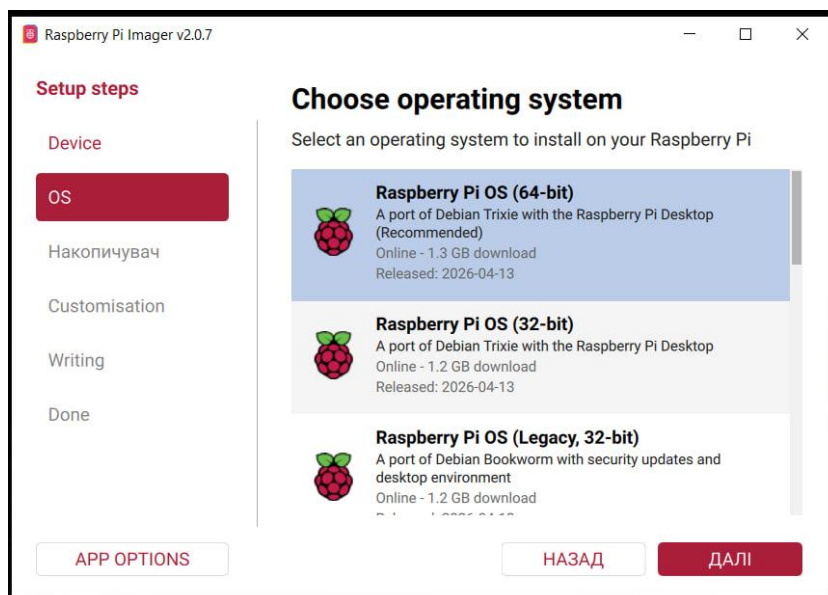 Raspberry Pi Imager v2.0.7
Setup steps
Device
OS
Накопичувач
Customisation
Writing
Done
APP OPTIONS
Choose operating system
Select an operating system to install on your Raspberry Pi
Raspberry Pi OS (64-bit)
A port of Debian Trixie with the Raspberry Pi Desktop
(Recommended)
Online - 1.3 GB download
Released: 2026-04-13
Raspberry Pi OS (32-bit)
A port of Debian Trixie with the Raspberry Pi Desktop
Online - 1.2 GB download
Released: 2026-04-13
Raspberry Pi OS (Legacy, 32-bit)
A port of Debian Bookworm with security updates and
desktop environment
Online - 1.2 GB download
НАЗАД
ДАЛІ